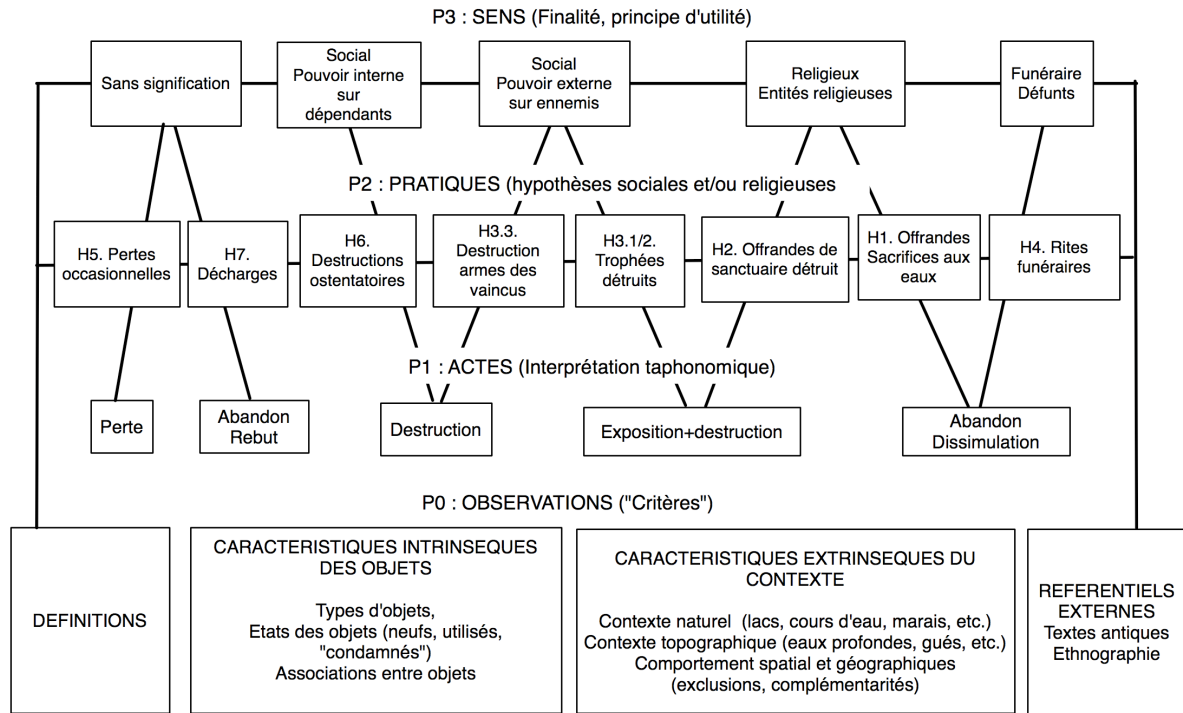 P3 : SENS (Finalité, principe d'utilité)
Sans signification
Social
Pouvoir interne
sur
dépendants
Social
Pouvoir externe
sur ennemis
Religieux
Entités religieuses
Funéraire
Défunts
P2 : PRATIQUES (hypothèses sociales et/ou religieuses
H5. Pertes
occasionnelles
H7.
Décharges
H6.
Destructions
ostentatoires
H3.3.
Destruction
armes des
vaincus
H3.1/2.
Trophées
détruits
H2. Offrandes de
sanctuaire détruit
H1. Offrandes
Sacrifices aux
eaux
H4. Rites
funéraires
P1 : ACTES (Interprétation taphonomique)
Perte
Abandon
Rebut
Destruction
Exposition+destruction
Abandon
Dissimulation
P0 : OBSERVATIONS ("Critères")
DEFINITIONS
CARACTERISTIQUES INTRINSEQUES
DES OBJETS
Types d'objets,
Etats des objets (neufs, utilisés,
"condamnés")
Associations entre objets
CARACTERISTIQUES EXTRINSEQUES DU
CONTEXTE
Contexte naturel (lacs, cours d'eau, marais, etc.)
Contexte topographique (eaux profondes, gués, etc.)
Comportement spatial et géographiques
(exclusions, complémentarités)
RÉFERENTIELS
EXTERNES
Textes antiques
Ethnographie